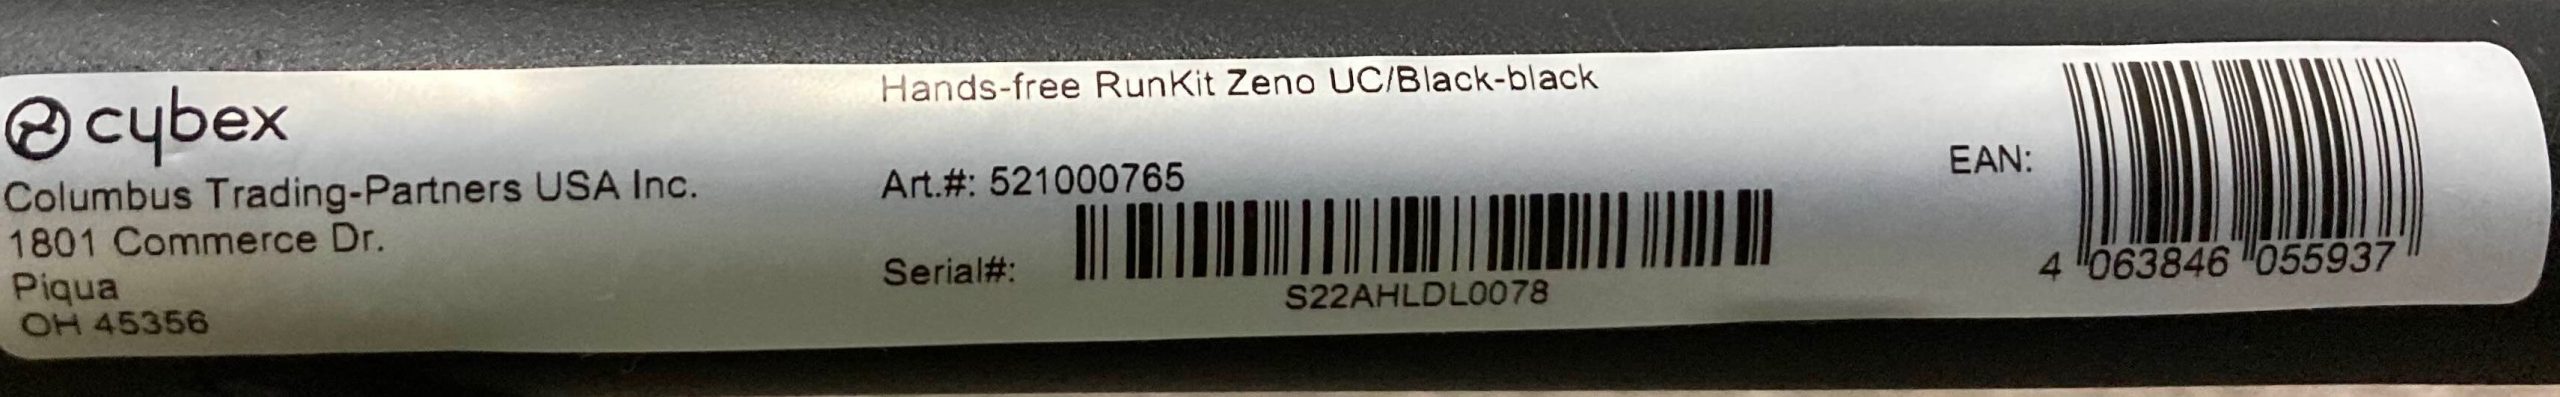 cybex
Columbus Trading-Partners USA Inc.
1801 Commerce Dr.
Piqua
OH 45356
Hands-free RunKit Zeno UC/Black-black
Art.#: 521000765
Serial#:
S22AHLDL0078
EAN:
4 063846 055937